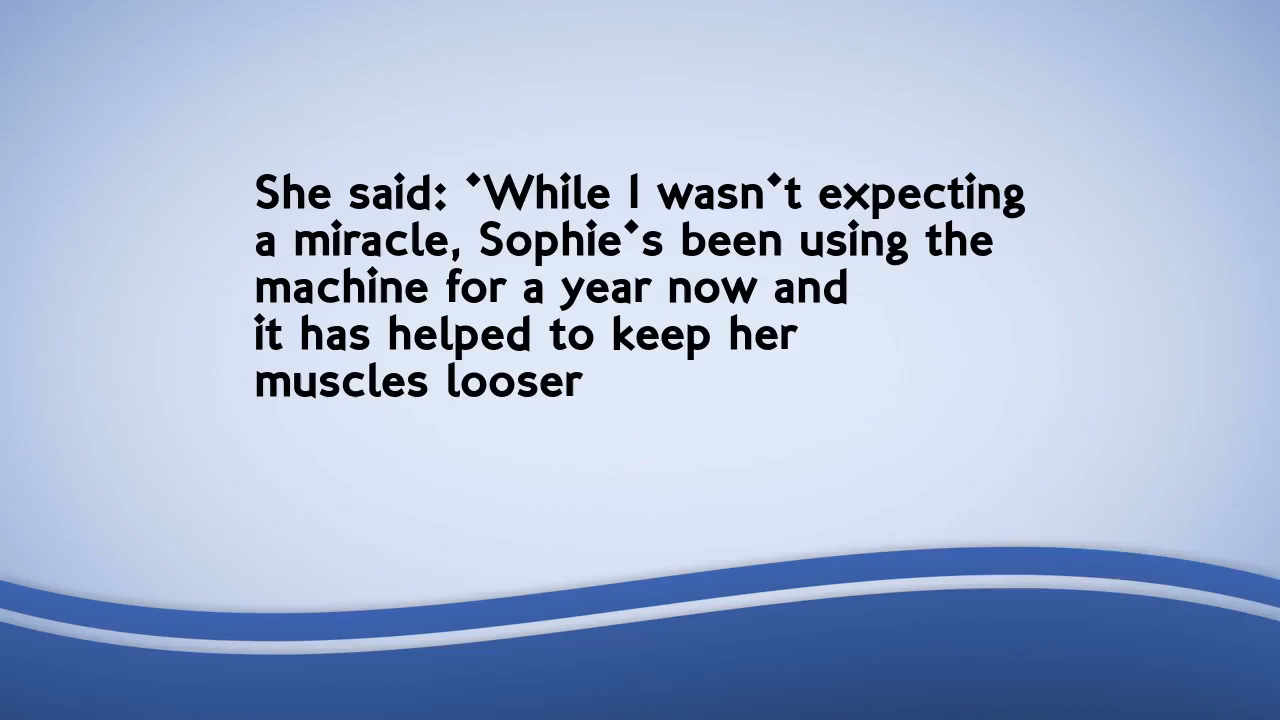 She said: 'While I wasn't expecting
a miracle, Sophie's been using the
machine for a year now and
it has helped to keep her
muscles looser